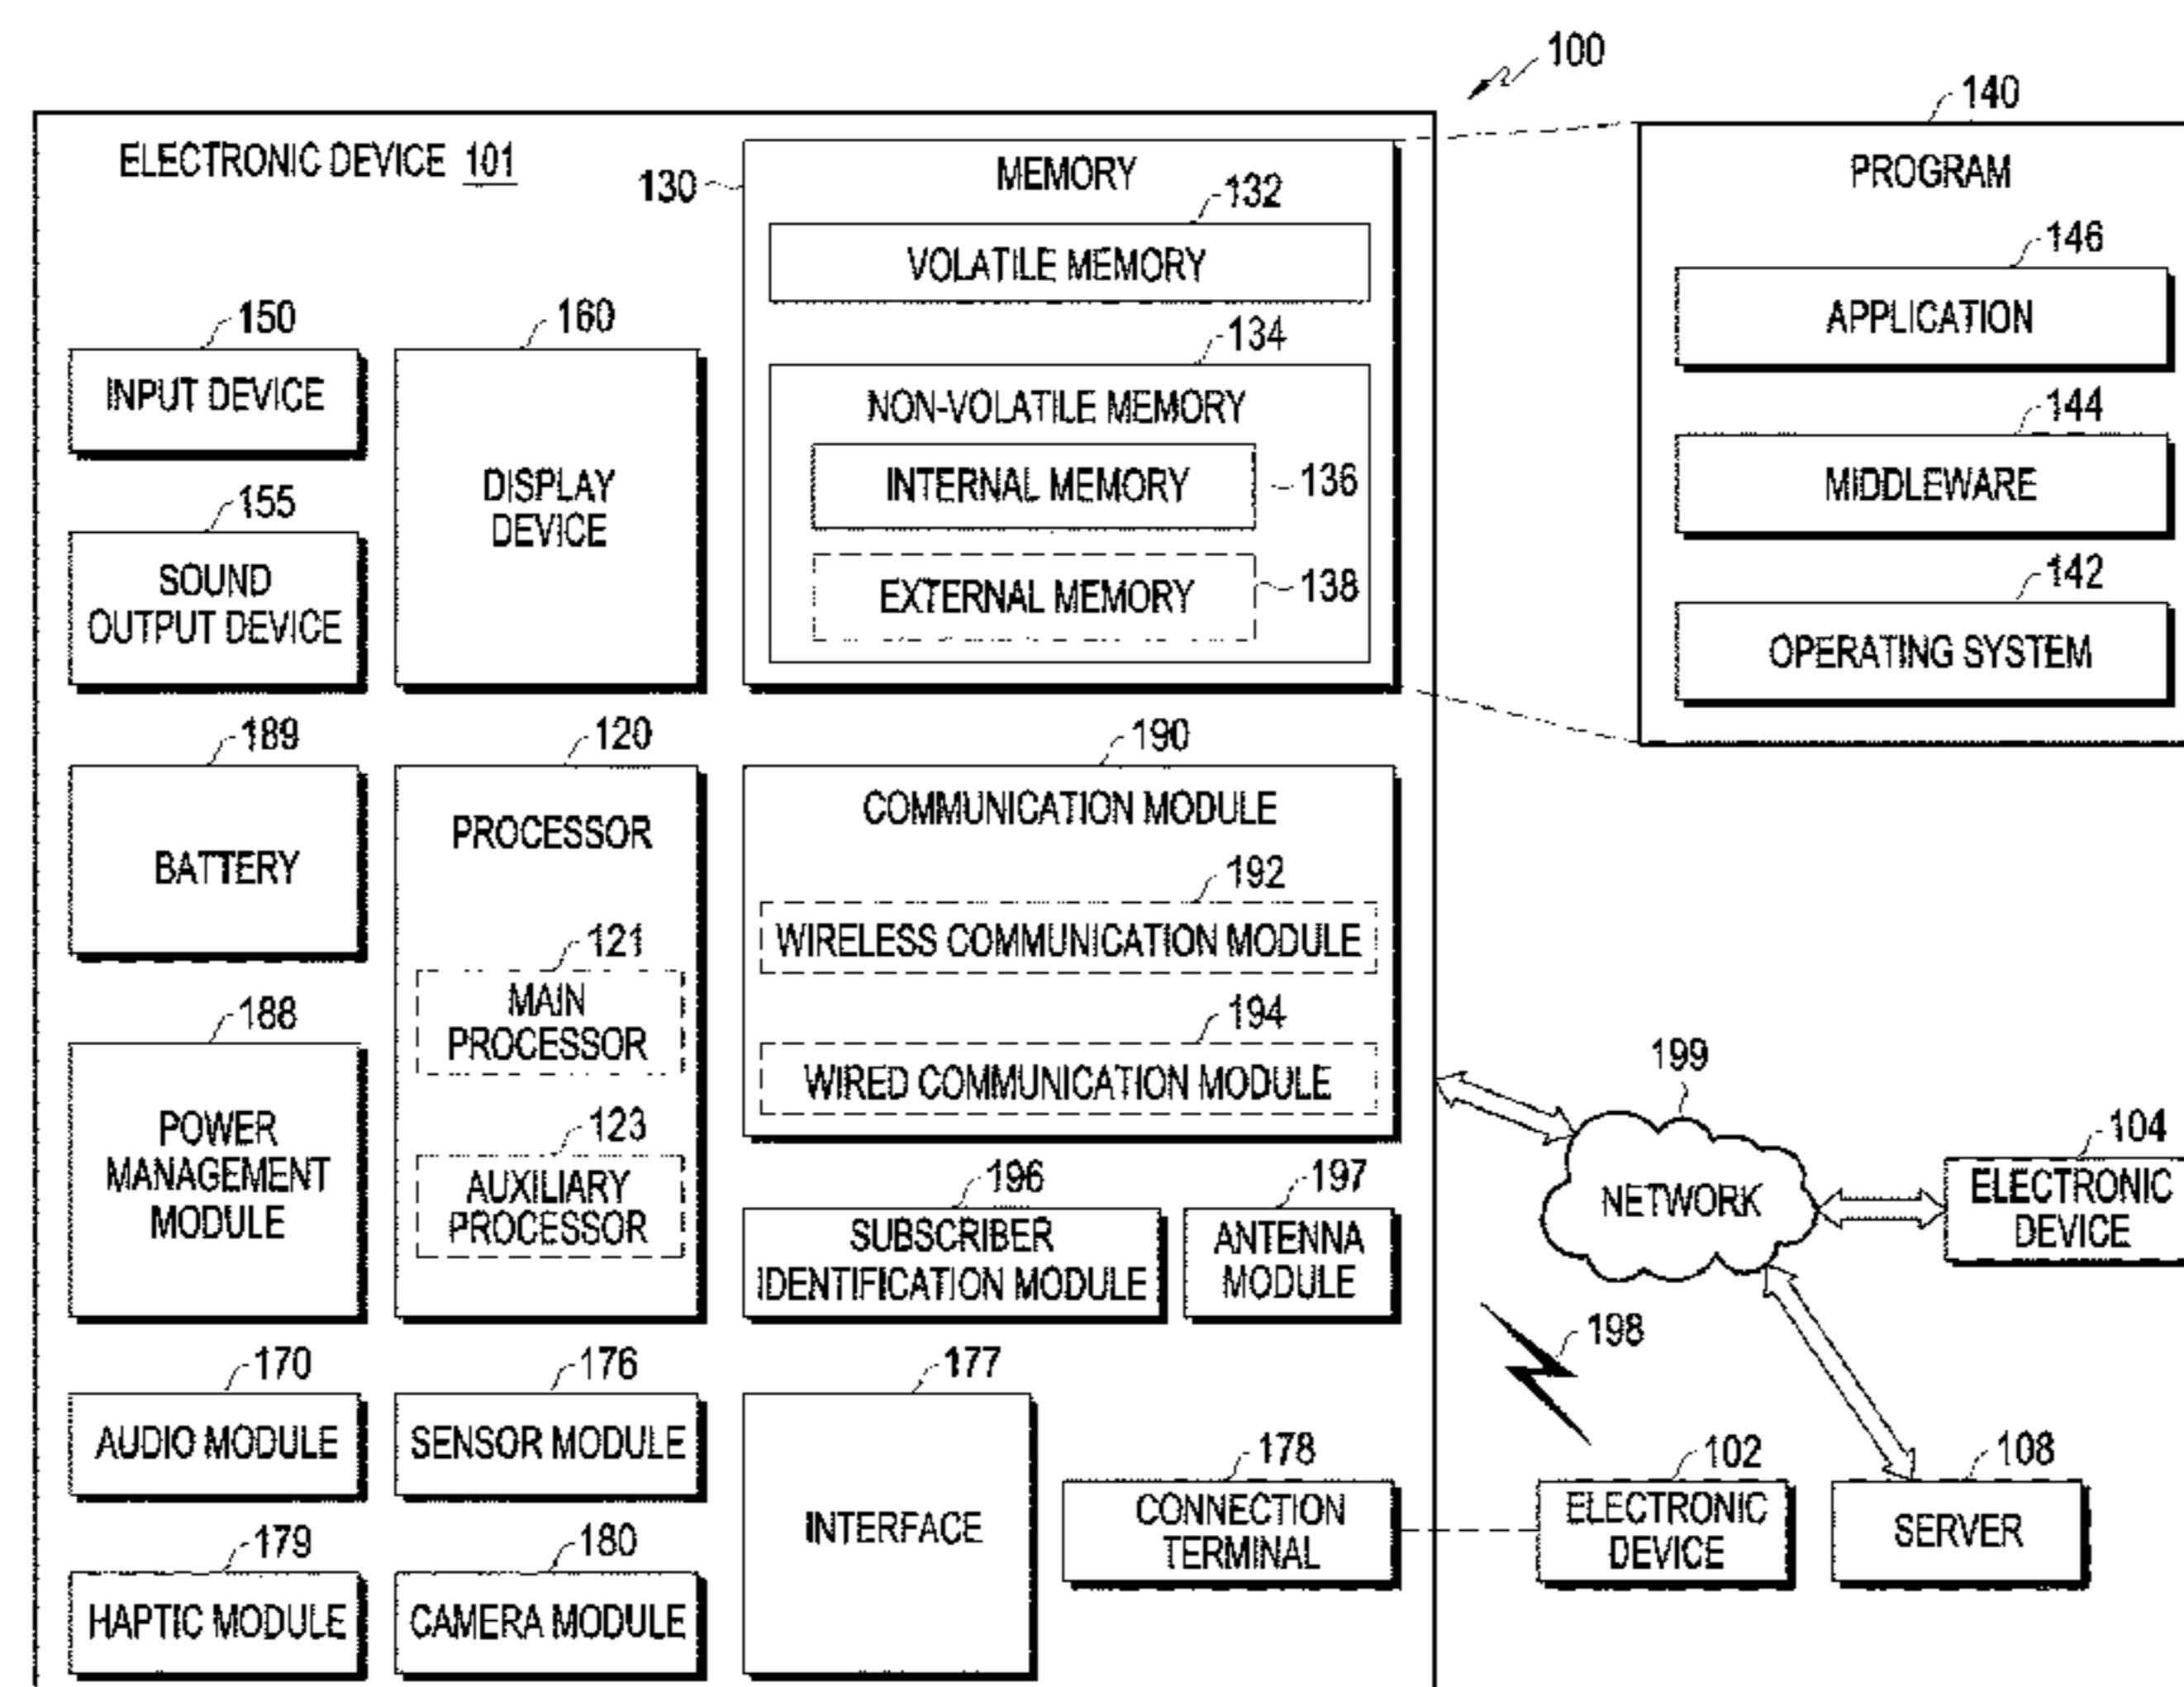 100
140
ELECTRONIC DEVICE 101
130
MEMORY
132
VOLATILE MEMORY
134
NON-VOLATILE MEMORY
INTERNAL MEMORY
136
EXTERNAL MEMORY
138
PROGRAM
146
APPLICATION
144
MIDDLEWARE
142
OPERATING SYSTEM
150
INPUT DEVICE
155
SOUND
OUTPUT DEVICE
160
DISPLAY
DEVICE
189
BATTERY
120
PROCESSOR
121
MAIN
PROCESSOR
123
AUXILIARY
PROCESSOR
190
COMMUNICATION MODULE
192
WIRELESS COMMUNICATION MODULE
194
WIRED COMMUNICATION MODULE
188
POWER
MANAGEMENT
MODULE
196
SUBSCRIBER
IDENTIFICATION MODULE
197
ANTENNA
MODULE
199
NETWORK
104
ELECTRONIC
DEVICE
198
170
AUDIO MODULE
176
SENSOR MODULE
177
INTERFACE
178
CONNECTION
TERMINAL
102
ELECTRONIC
DEVICE
108
SERVER
179
HAPTIC MODULE
180
CAMERA MODULE